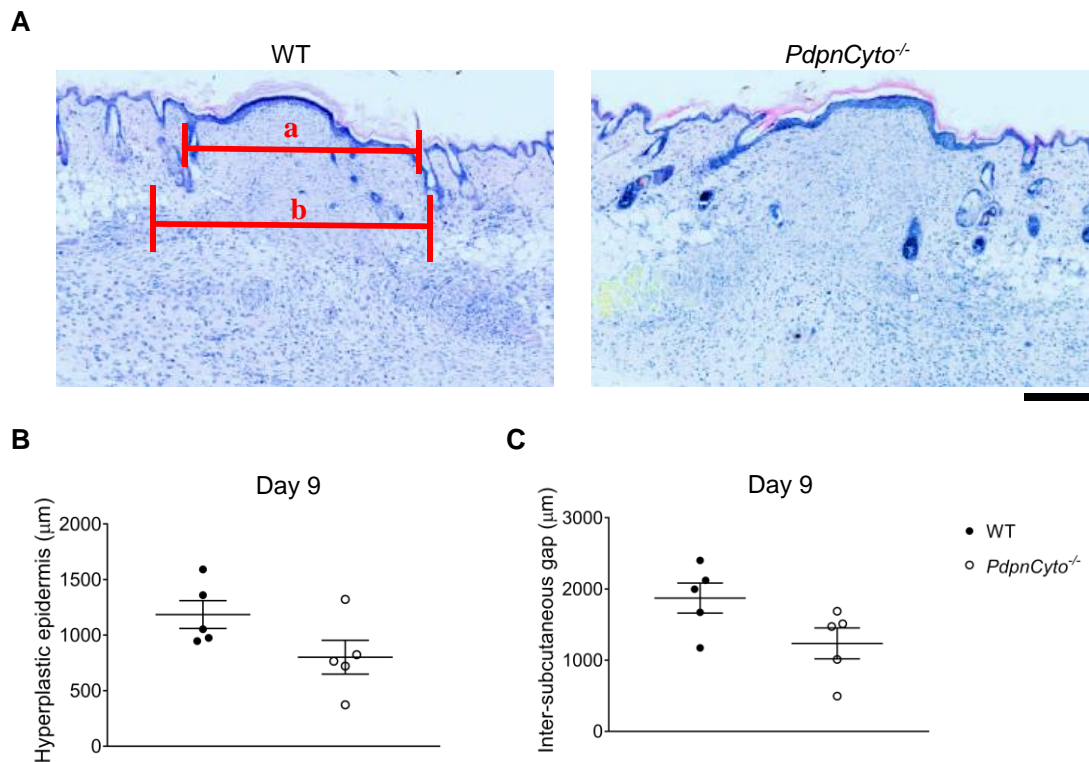 A
WT
PdpnCyto-/-
a
b
B
C
Day 9
Hyperplastic epidermis (μm)
2000
1500
1000
500
0
Day 9
Inter-subcutaneous gap (μm)
3000
2000
1000
0
WT
PdpnCyto-/-